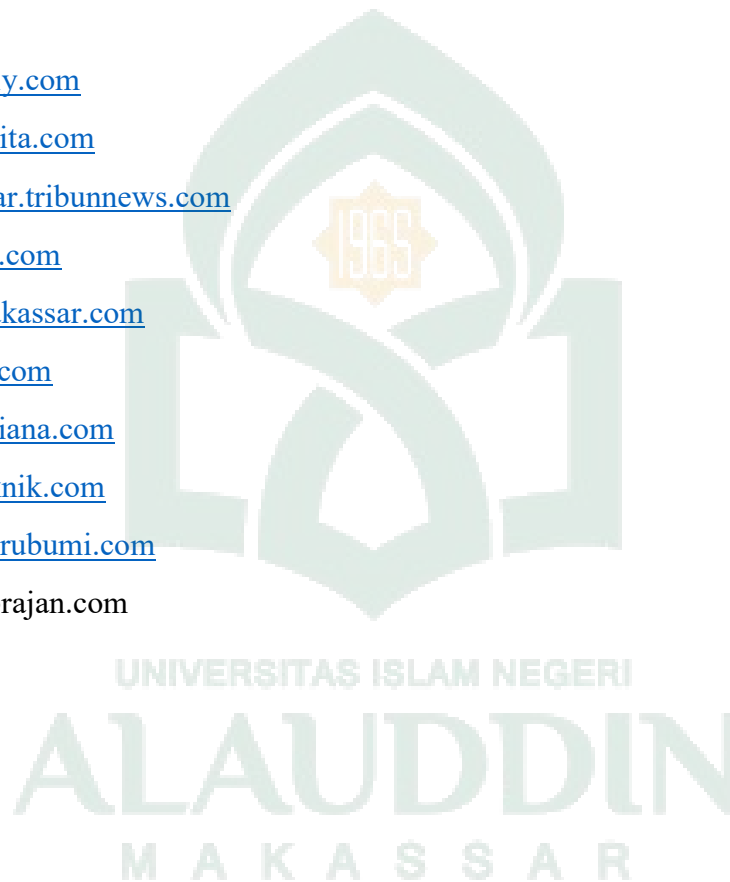 y.com
ita.com
ar.tribunnews.com
.com
kassar.com
.com
iana.com
nik.com
rubumi.com
rajan.com
1965
UNIVERSITAS ISLAM NEGERI
ALAUDDIN
MAKASSAR